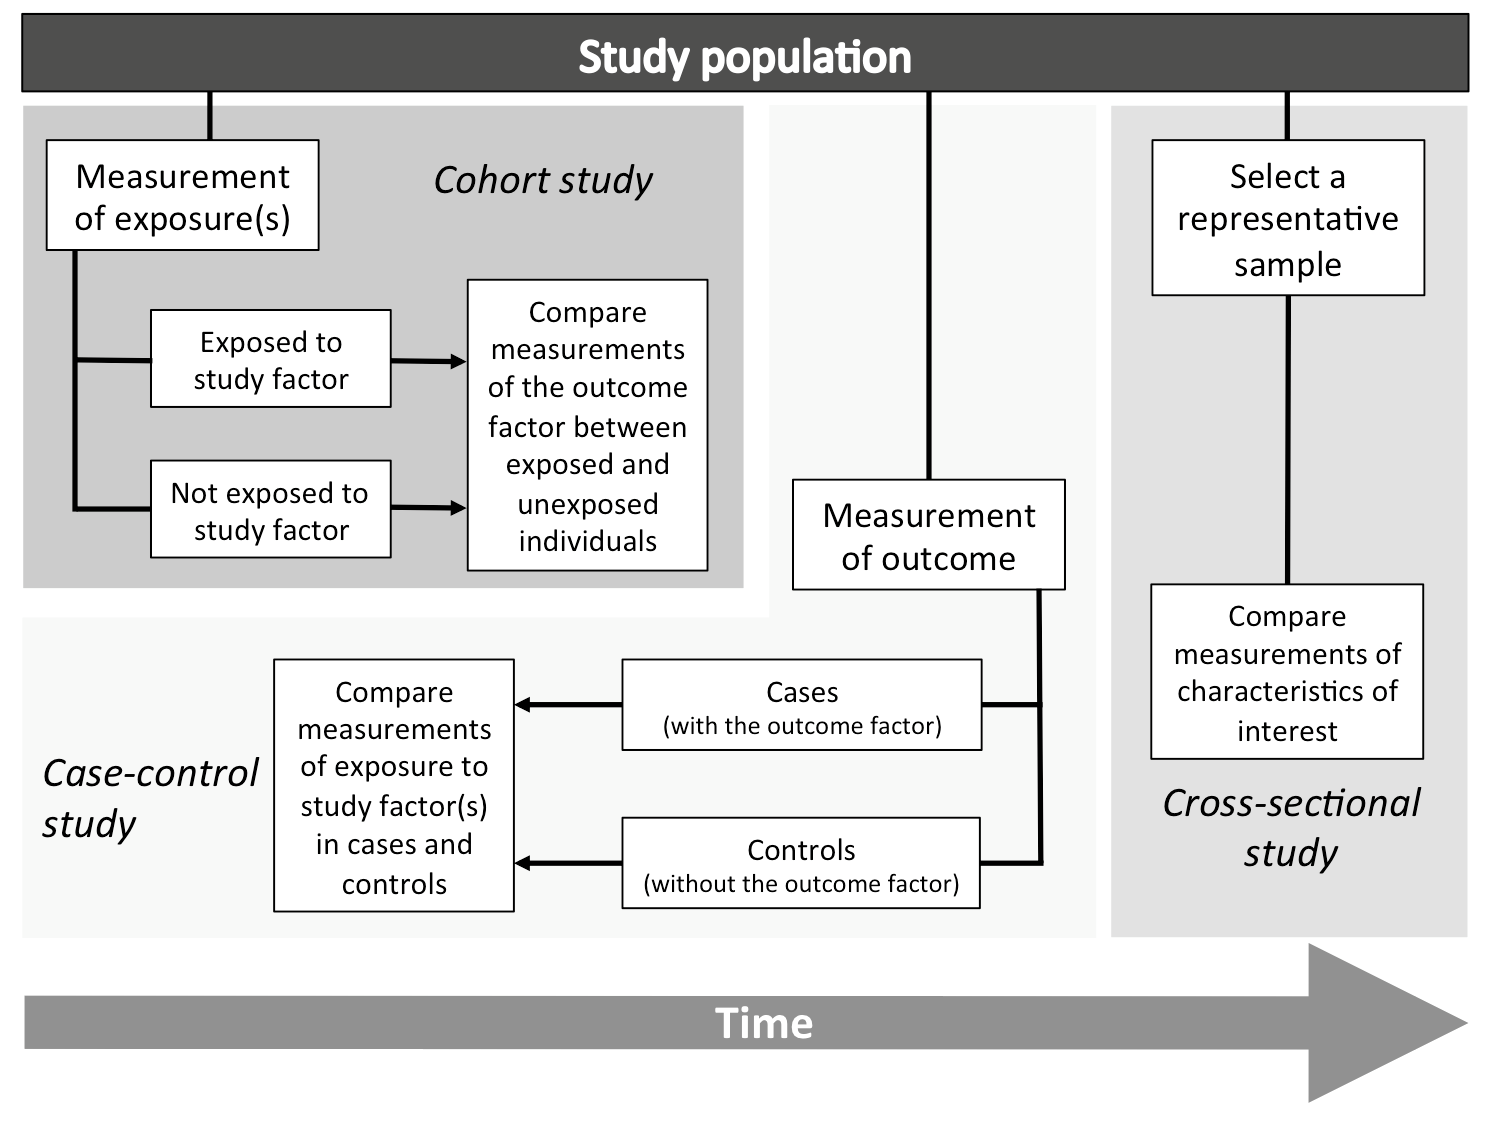 Study population
Measurement
of exposure(s)
Cohort study
Exposed to
study factor
Not exposed to
study factor
Compare
measurements
of the outcome
factor between
exposed and
unexposed
individuals
Measurement
of outcome
Cases
(with the outcome factor)
Controls
(without the outcome factor)
Compare
measurements
of exposure to
study factor(s)
in cases and
controls
Case-control
study
Select a
representative
sample
Compare
measurements of
characteristics of
interest
Cross-sectional
study
Time